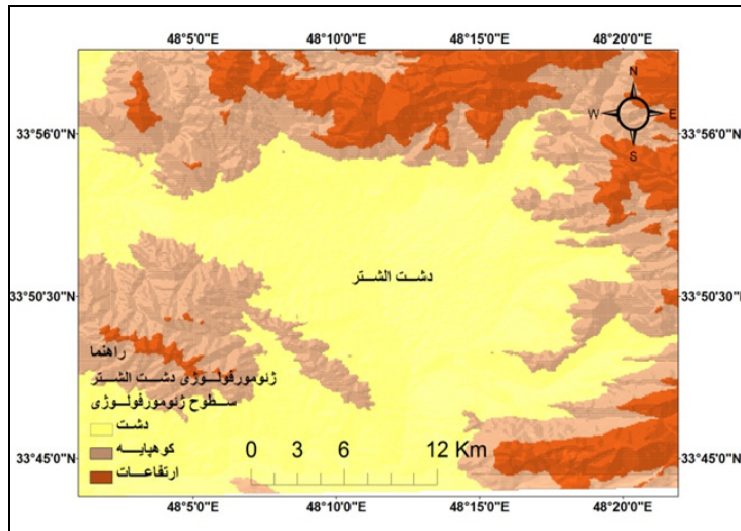 48°5'0"E 48°10'0"E 48°15'0"E 48°20'0"E
N
W E
S
33°56'0"N 33°56'0"N
دشت الشتر
33°50'30"N 33°50'30"N
راهنما
ژئومورفولوژی دشت الشتر
سطوح ژئومورفولوژی
دشت
کوهپایه
ارتفاعات
0 3 6 12 Km
33°45'0"N 33°45'0"N
48°5'0"E 48°10'0"E 48°15'0"E 48°20'0"E